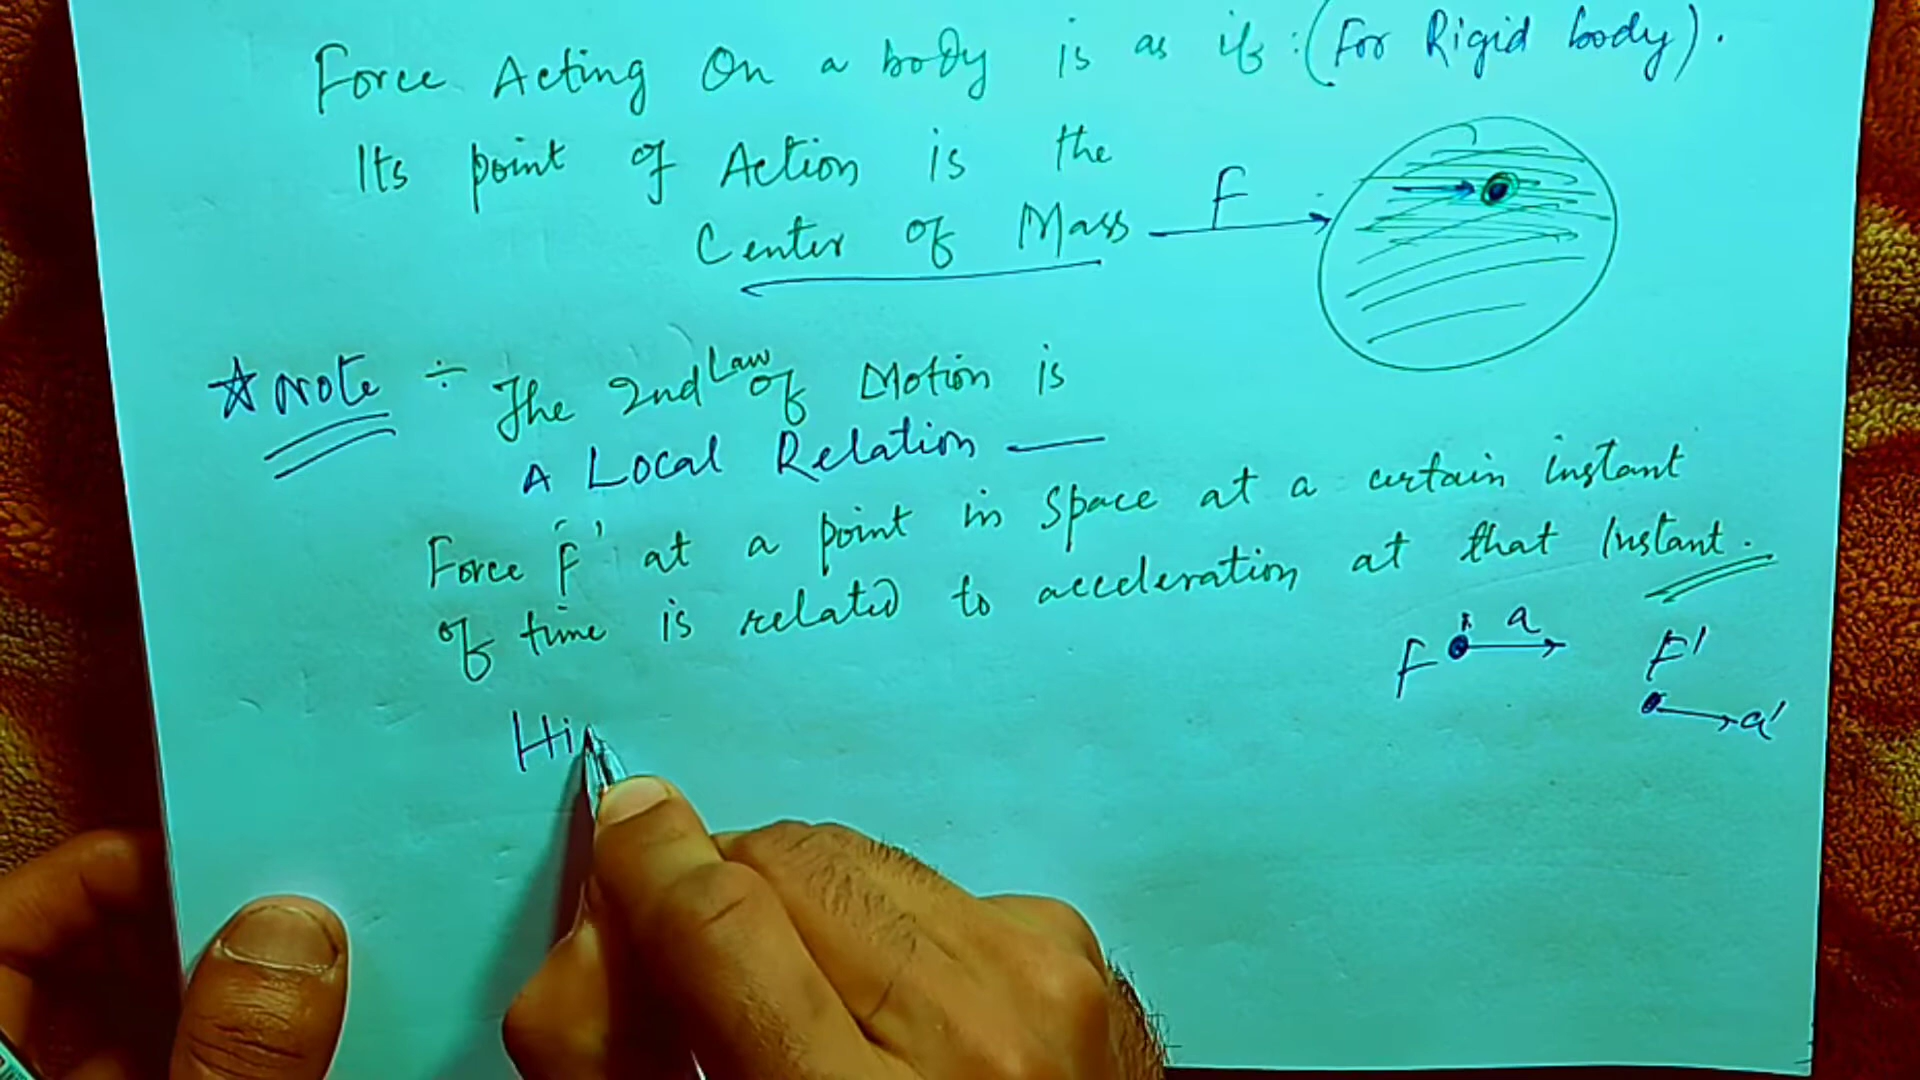 Force Acting On a body is as if :(For Rigid body).
Its point of Action is the
Center of Mass
F
☆ Note ÷ The 2nd Law of Motion is
A Local Relation —
Force 'F' at a point in Space at a certain instant
of time is related to acceleration at that Instant.
F a
F' a'
Hi